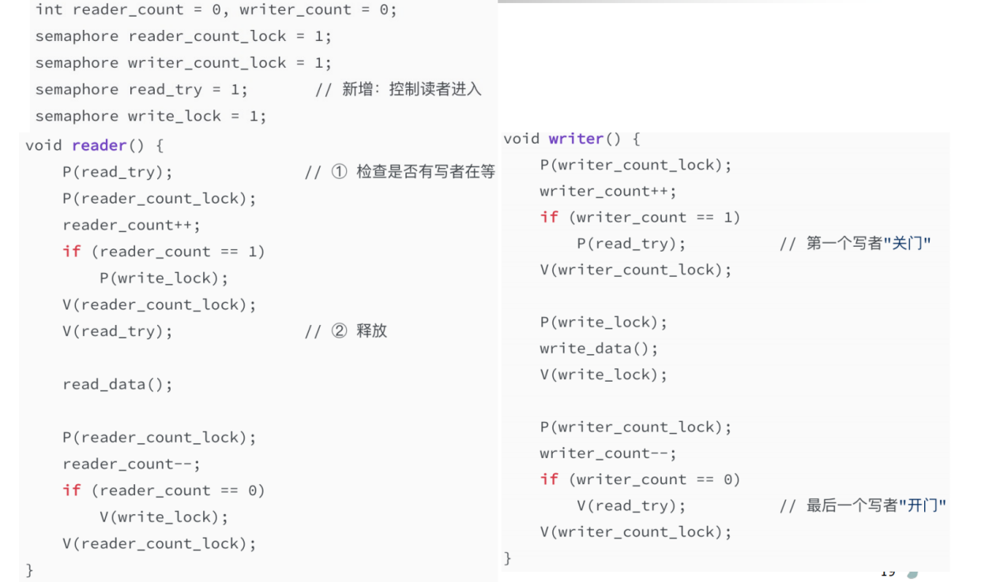 int reader_count = 0, writer_count = 0;
semaphore reader_count_lock = 1;
semaphore writer_count_lock = 1;
semaphore read_try = 1;       // 新增：控制读者进入
semaphore write_lock = 1;
void reader() {
    P(read_try);              // ① 检查是否有写者在等
    P(reader_count_lock);
    reader_count++;
    if (reader_count == 1)
        P(write_lock);
    V(reader_count_lock);
    V(read_try);              // ② 释放
    read_data();
    P(reader_count_lock);
    reader_count--;
    if (reader_count == 0)
        V(write_lock);
    V(reader_count_lock);
}
void writer() {
    P(writer_count_lock);
    writer_count++;
    if (writer_count == 1)
        P(read_try);          // 第一个写者"关门"
    V(writer_count_lock);
    P(write_lock);
    write_data();
    V(write_lock);
    P(writer_count_lock);
    writer_count--;
    if (writer_count == 0)
        V(read_try);          // 最后一个写者"开门"
    V(writer_count_lock);
}
19